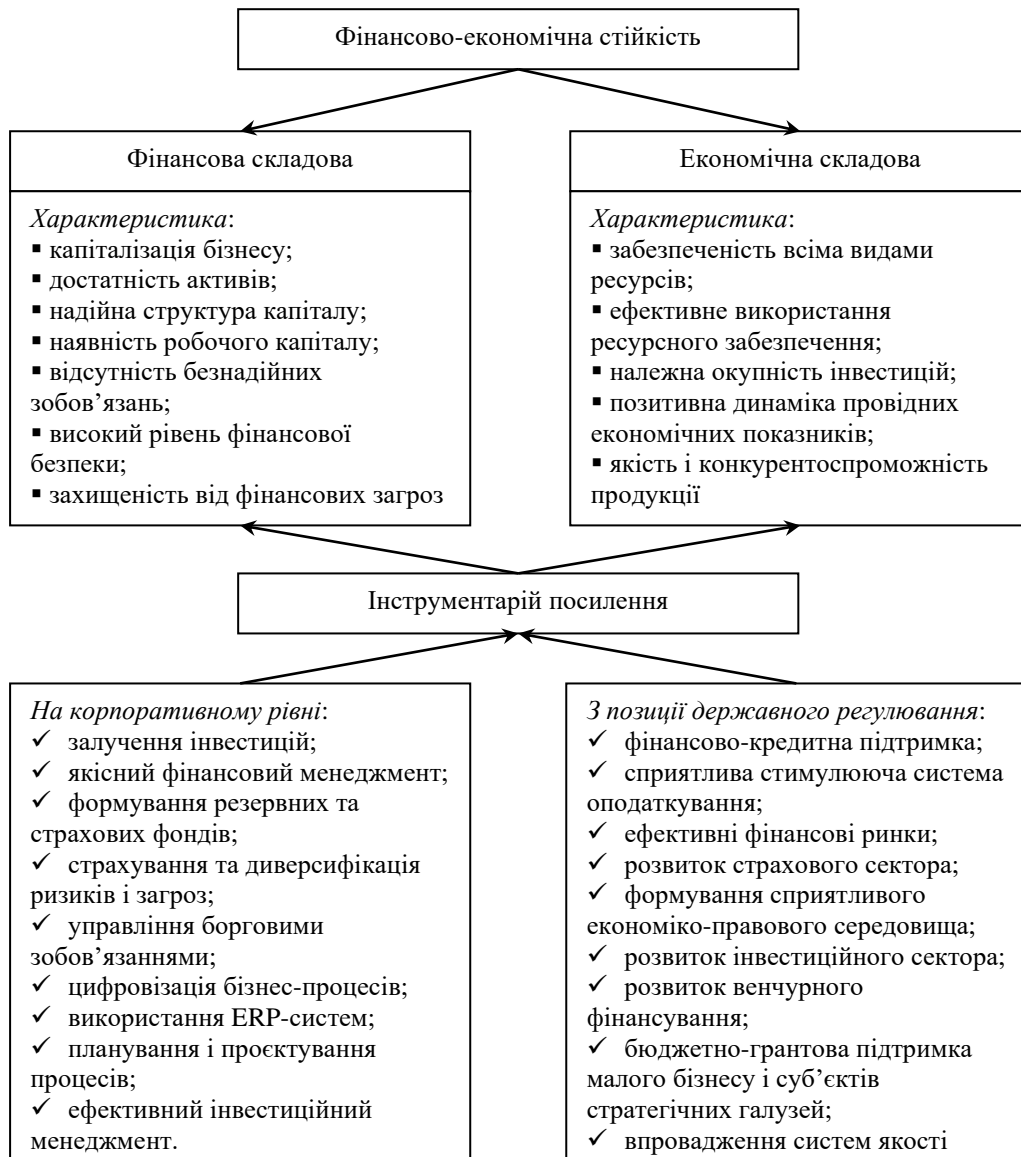 Фінансово-економічна стійкість
Фінансова складова
Характеристика:
▪ капіталізація бізнесу;
▪ достатність активів;
▪ надійна структура капіталу;
▪ наявність робочого капіталу;
▪ відсутність безнадійних
зобов’язань;
▪ високий рівень фінансової
безпеки;
▪ захищеність від фінансових загроз
Економічна складова
Характеристика:
▪ забезпеченість всіма видами
ресурсів;
▪ ефективне використання
ресурсного забезпечення;
▪ належна окупність інвестицій;
▪ позитивна динаміка провідних
економічних показників;
▪ якість і конкурентоспроможність
продукції
Інструментарій посилення
На корпоративному рівні:
✓ залучення інвестицій;
✓ якісний фінансовий менеджмент;
✓ формування резервних та
страхових фондів;
✓ страхування та диверсифікація
ризиків і загроз;
✓ управління борговими
зобов’язаннями;
✓ цифровізація бізнес-процесів;
✓ використання ERP-систем;
✓ планування і проєктування
процесів;
✓ ефективний інвестиційний
менеджмент.
З позиції державного регулювання:
✓ фінансово-кредитна підтримка;
✓ сприятлива стимулююча система
оподаткування;
✓ ефективні фінансові ринки;
✓ розвиток страхового сектора;
✓ формування сприятливого
економіко-правового середовища;
✓ розвиток інвестиційного сектора;
✓ розвиток венчурного
фінансування;
✓ бюджетно-грантова підтримка
малого бізнесу і суб’єктів
стратегічних галузей;
✓ впровадження систем якості